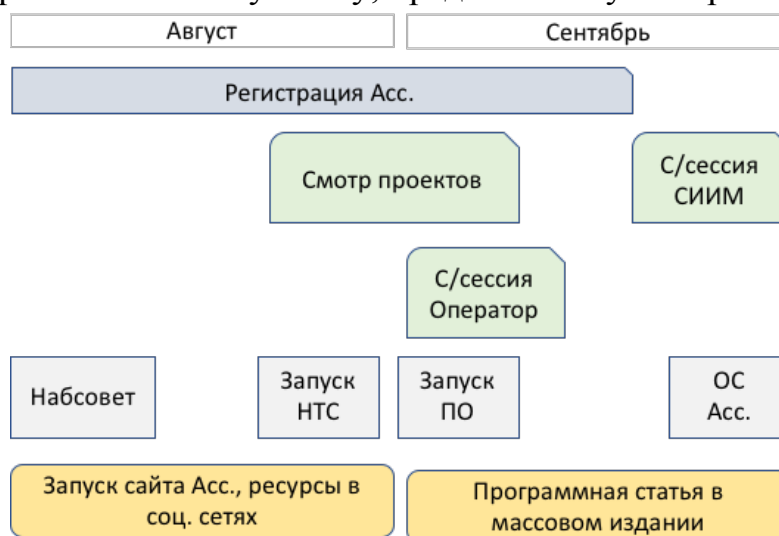 Август
Сентябрь
Регистрация Асс.
Смотр проектов
С/сессия
СИИМ
С/сессия
Оператор
Набсовет
Запуск
НТС
Запуск
ПО
ОС
Асс.
Запуск сайта Асс., ресурсы в
соц. сетях
Программная статья в
массовом издании